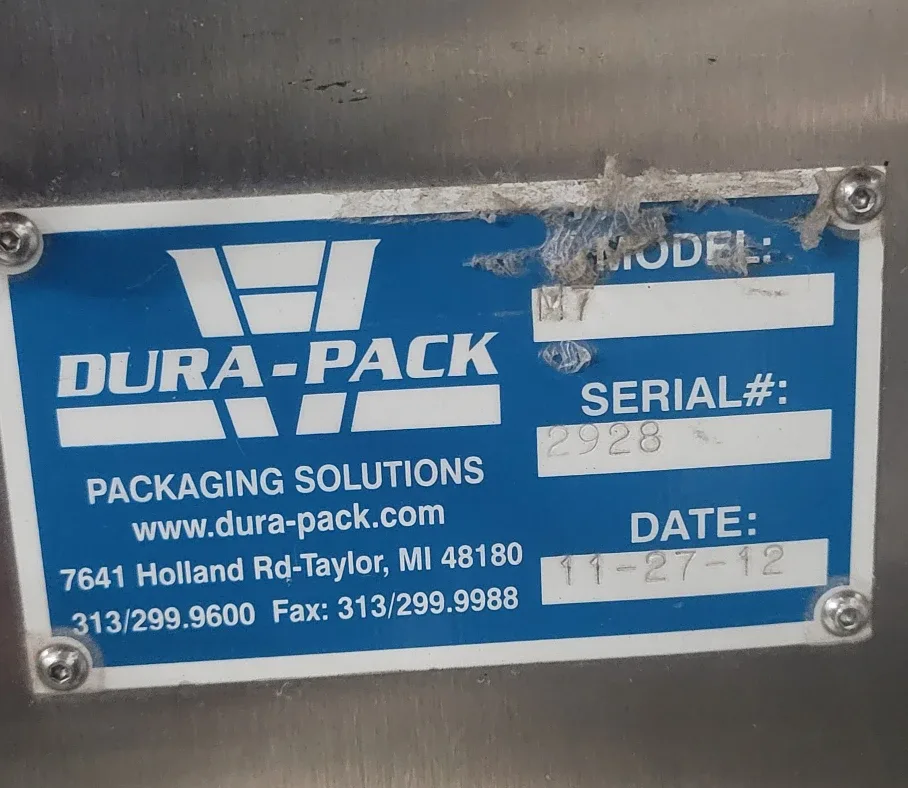 DURA-PACK
PACKAGING SOLUTIONS
www.dura-pack.com
7641 Holland Rd-Taylor, MI 48180
313/299.9600 Fax: 313/299.9988
MODEL:
SERIAL#:
2928
DATE:
11-27-12